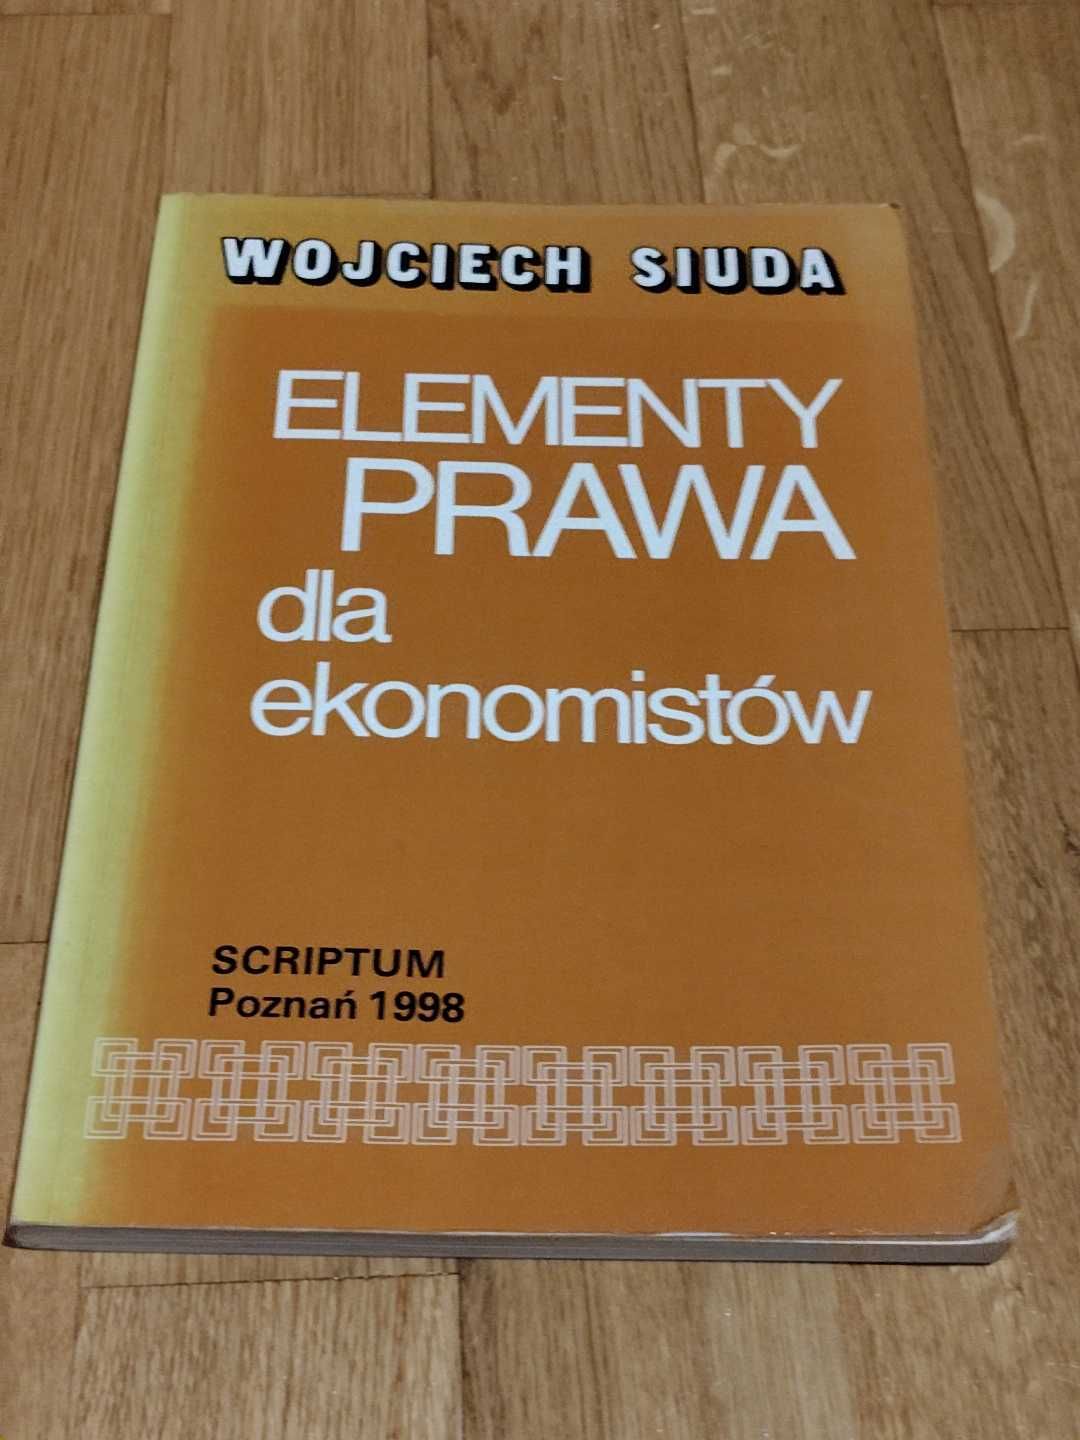 WOJCIECH SIUDA
ELEMENTY
PRAWA
dla
ekonomistów
SCRIPTUM
Poznań 1998